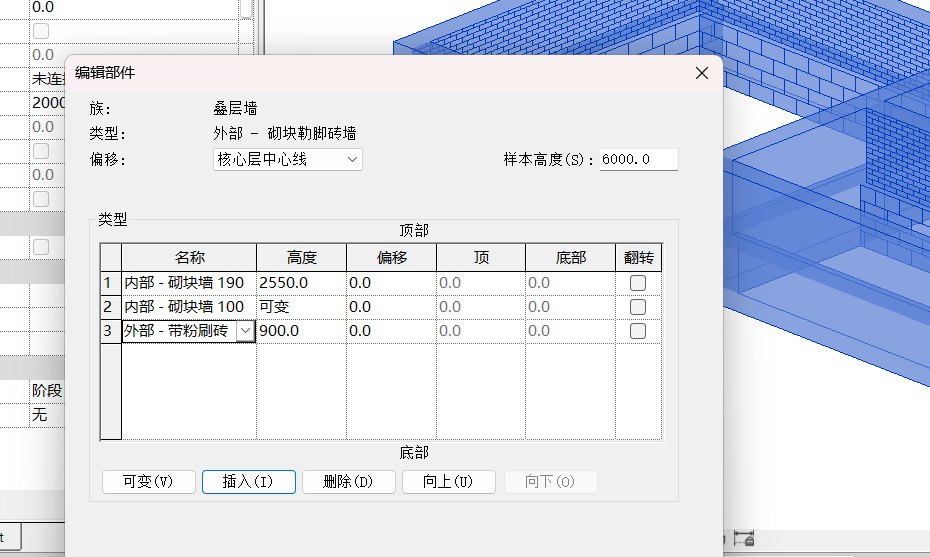 0.0
0.0
未连
2000
0.0
0.0
阶段
无
t
编辑部件
族:
叠层墙
类型:
外部 - 砌块勒脚砖墙
偏移:
核心层中心线
样本高度(S):
6000.0
类型
顶部
名称 高度 偏移 顶 底部 翻转
1 内部 - 砌块墙 190 2550.0 0.0 0.0 0.0
2 内部 - 砌块墙 100 可变 0.0 0.0 0.0
3 外部 - 带粉刷砖 900.0 0.0 0.0 0.0
底部
可变(V) 插入(I) 删除(D) 向上(U) 向下(O)